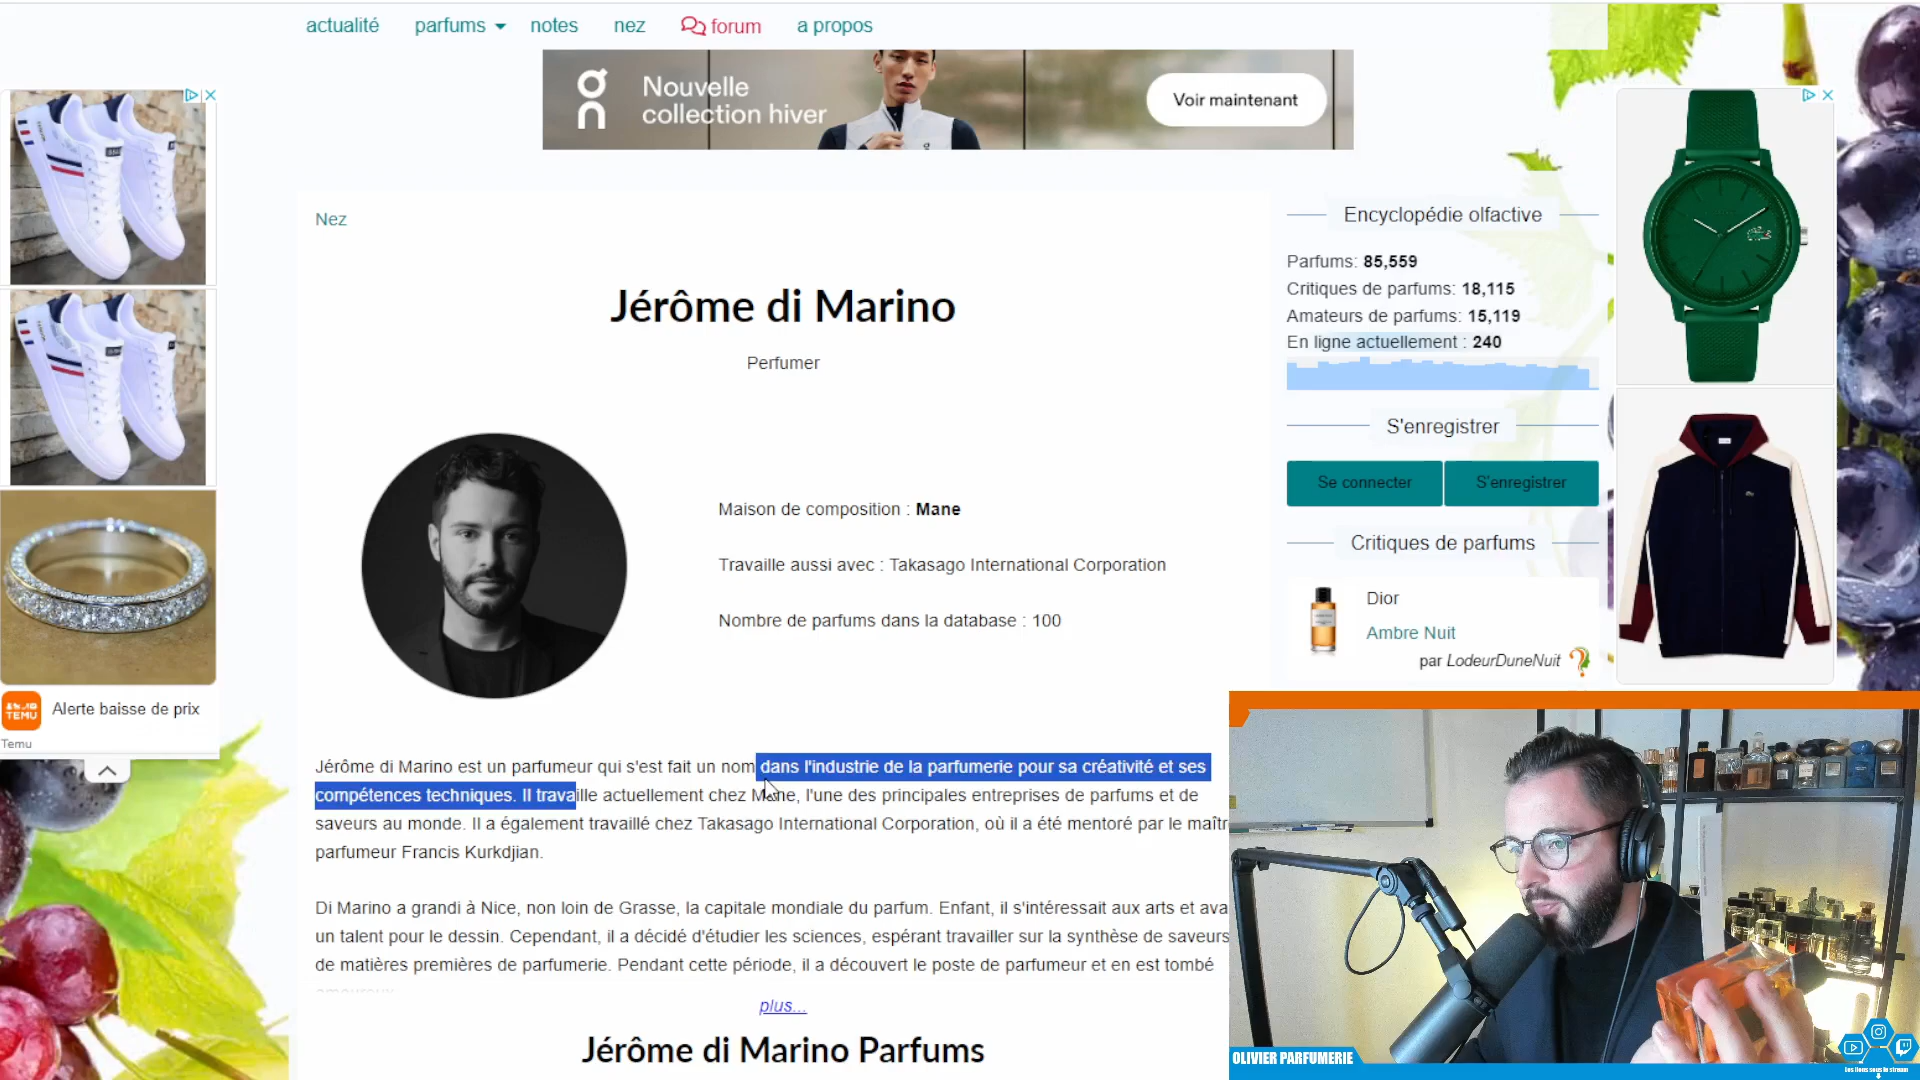 actualité parfums notes nez forum a propos
Nouvelle
collection hiver
Voir maintenant
Nez
Jérôme di Marino
Perfumer
Maison de composition : Mane
Travaille aussi avec : Takasago International Corporation
Nombre de parfums dans la database : 100
Jérôme di Marino est un parfumeur qui s'est fait un nom dans l'industrie de la parfumerie pour sa créativité et ses
compétences techniques. Il travaille actuellement chez Mane, l'une des principales entreprises de parfums et de
saveurs au monde. Il a également travaillé chez Takasago International Corporation, où il a été mentoré par le maîtr
parfumeur Francis Kurkdjian.
Di Marino a grandi à Nice, non loin de Grasse, la capitale mondiale du parfum. Enfant, il s'intéressait aux arts et ava
un talent pour le dessin. Cependant, il a décidé d'étudier les sciences, espérant travailler sur la synthèse de saveurs
de matières premières de parfumerie. Pendant cette période, il a découvert le poste de parfumeur et en est tombé
plus...
Jérôme di Marino Parfums
Encyclopédie olfactive
Parfums: 85,559
Critiques de parfums: 18,115
Amateurs de parfums: 15,119
En ligne actuellement : 240
S'enregistrer
Se connecter S'enregistrer
Critiques de parfums
Dior
Ambre Nuit
par LodeurDuneNuit
TEMU
Alerte baisse de prix
Temu
OLIVIER PARFUMERIE
Les liens sous le stream